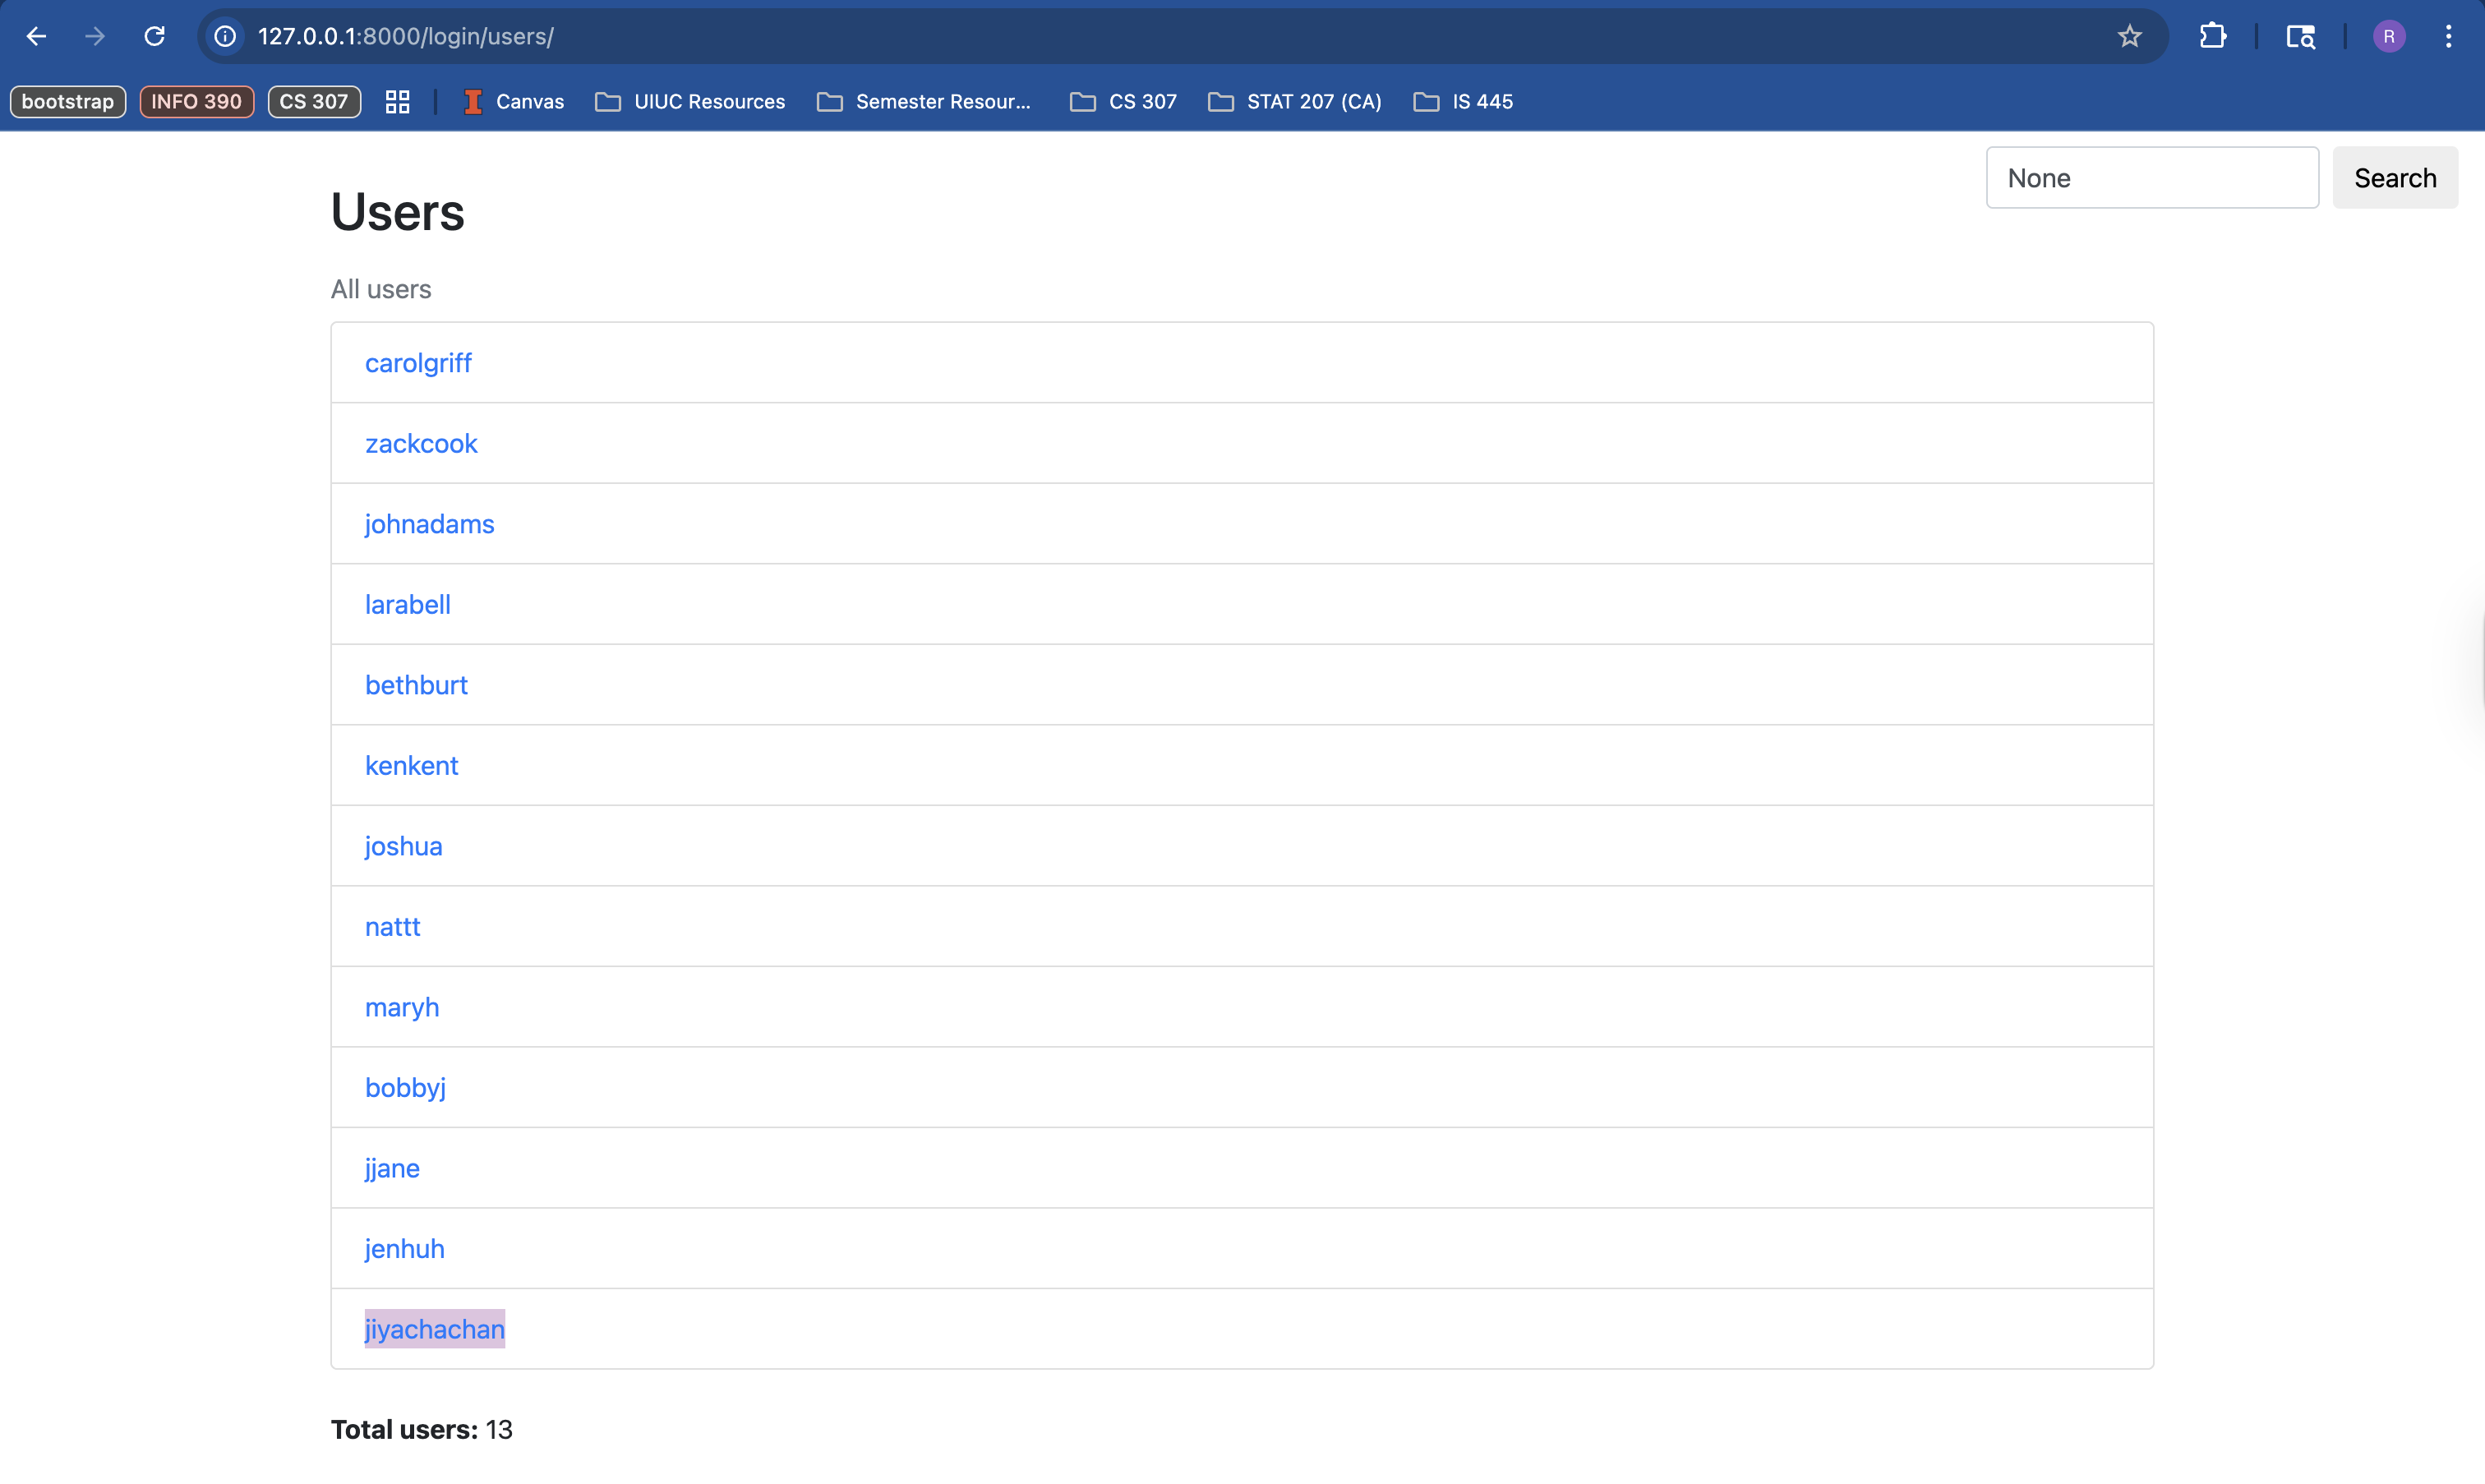 127.0.0.1:8000/login/users/
R
bootstrap INFO 390 CS 307 Canvas UIUC Resources Semester Resour... CS 307 STAT 207 (CA) IS 445
None Search
Users
All users
carolgriff
zackcook
johnadams
larabell
bethburt
kenkent
joshua
nattt
maryh
bobbyj
jjane
jenhuh
jiyachachan
Total users: 13